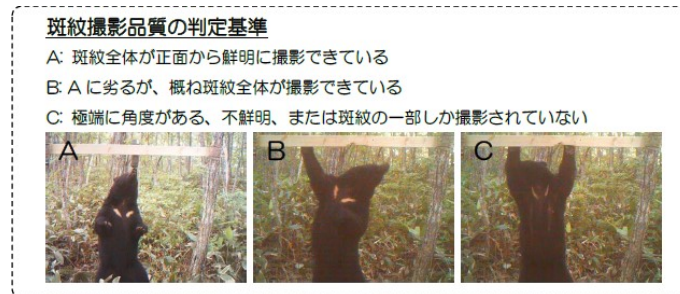 斑紋撮影品質の判定基準
A: 斑紋全体が正面から鮮明に撮影できている
B: A に劣るが、概ね斑紋全体が撮影できている
C: 極端に角度がある、不鮮明、または斑紋の一部しか撮影されていない
A B C